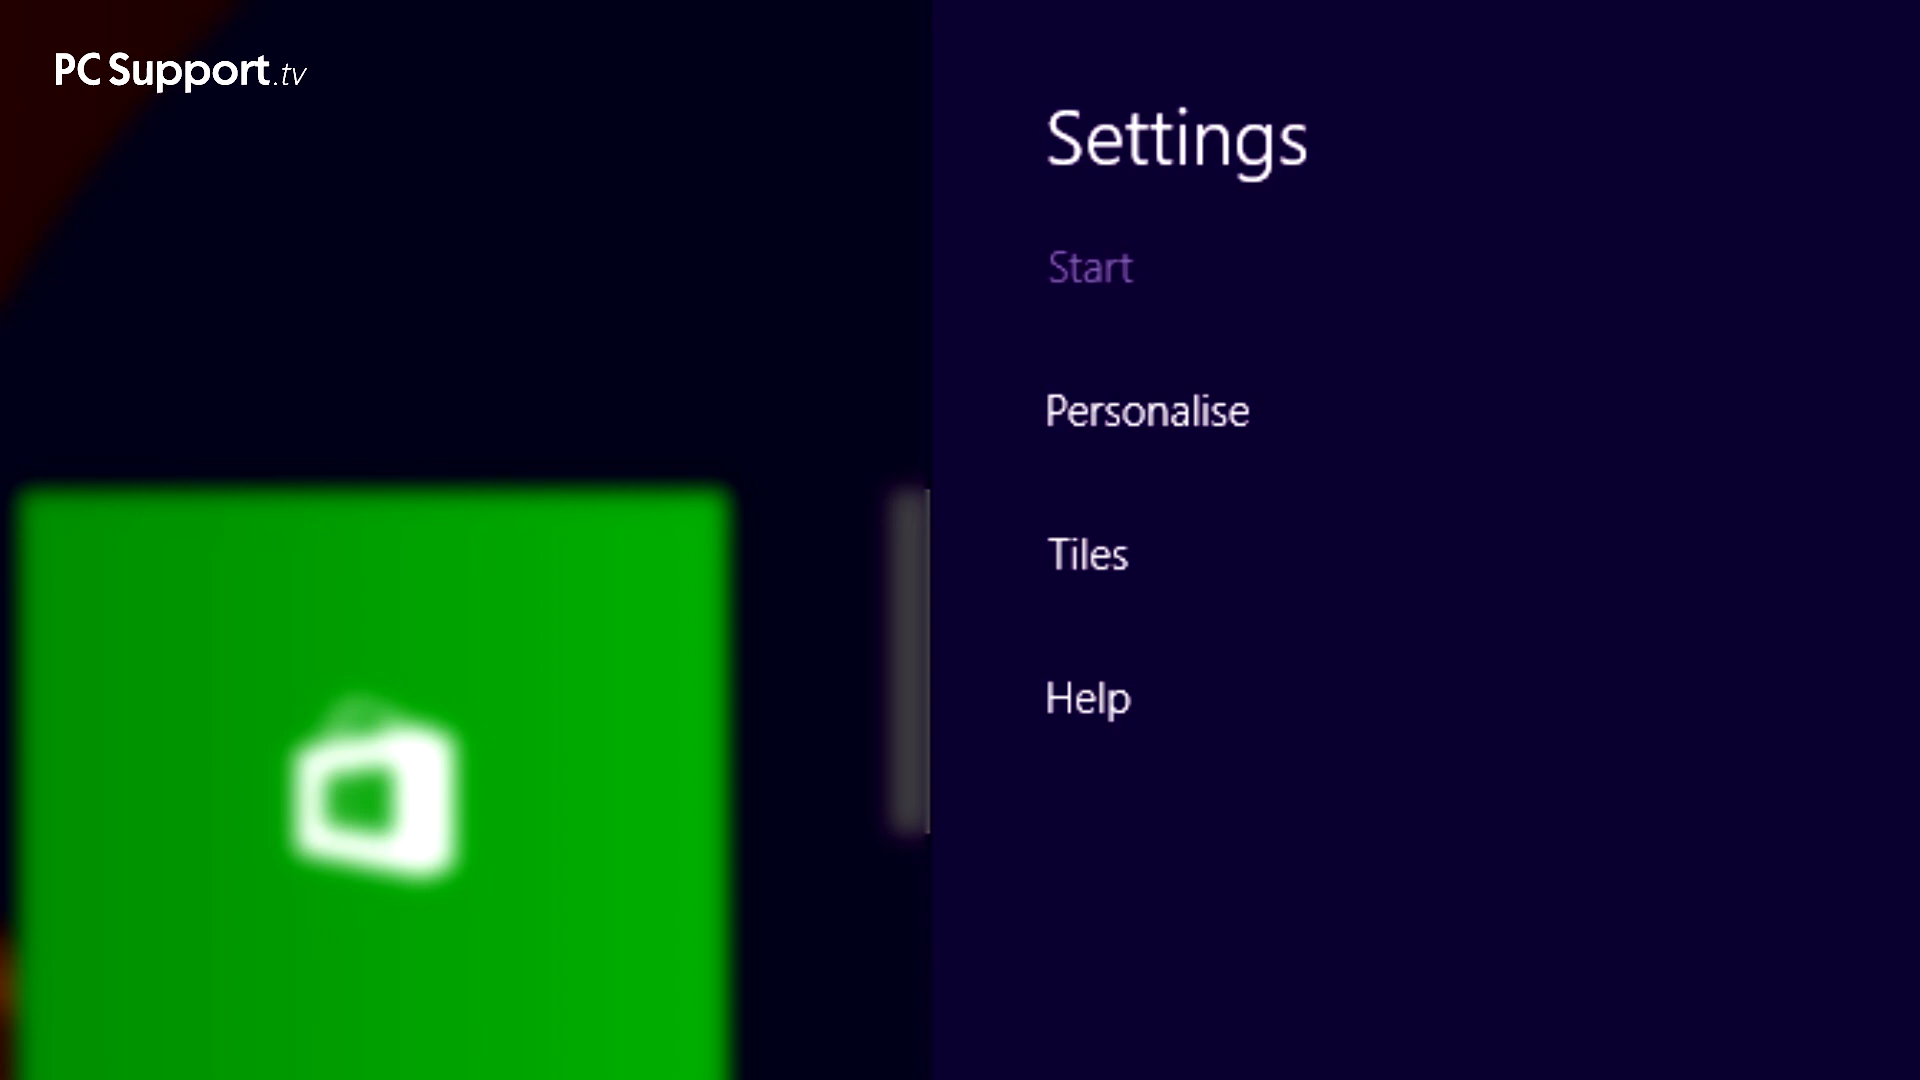 PC Support.tv
Settings
Start
Personalise
Tiles
Help